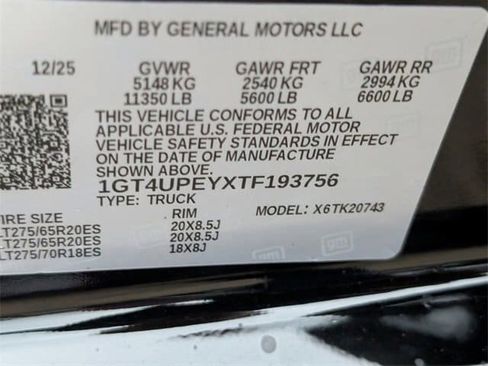 MFD BY GENERAL MOTORS LLC
12/25 GVWR GAWR FRT GAWR RR
5148 KG 2540 KG 2994 KG
11350 LB 5600 LB 6600 LB
THIS VEHICLE CONFORMS TO ALL
APPLICABLE U.S. FEDERAL MOTOR
VEHICLE SAFETY STANDARDS IN EFFECT
ON THE DATE OF MANUFACTURE
SHOWN ABOVE.
1GT4UPEYXTF193756
TYPE: TRUCK MODEL: X6TK20743
IRE SIZE RIM
LT275/65R20ES 20X8.5J
LT275/65R20ES 20X8.5J
LT275/70R18ES 18X8J
gm